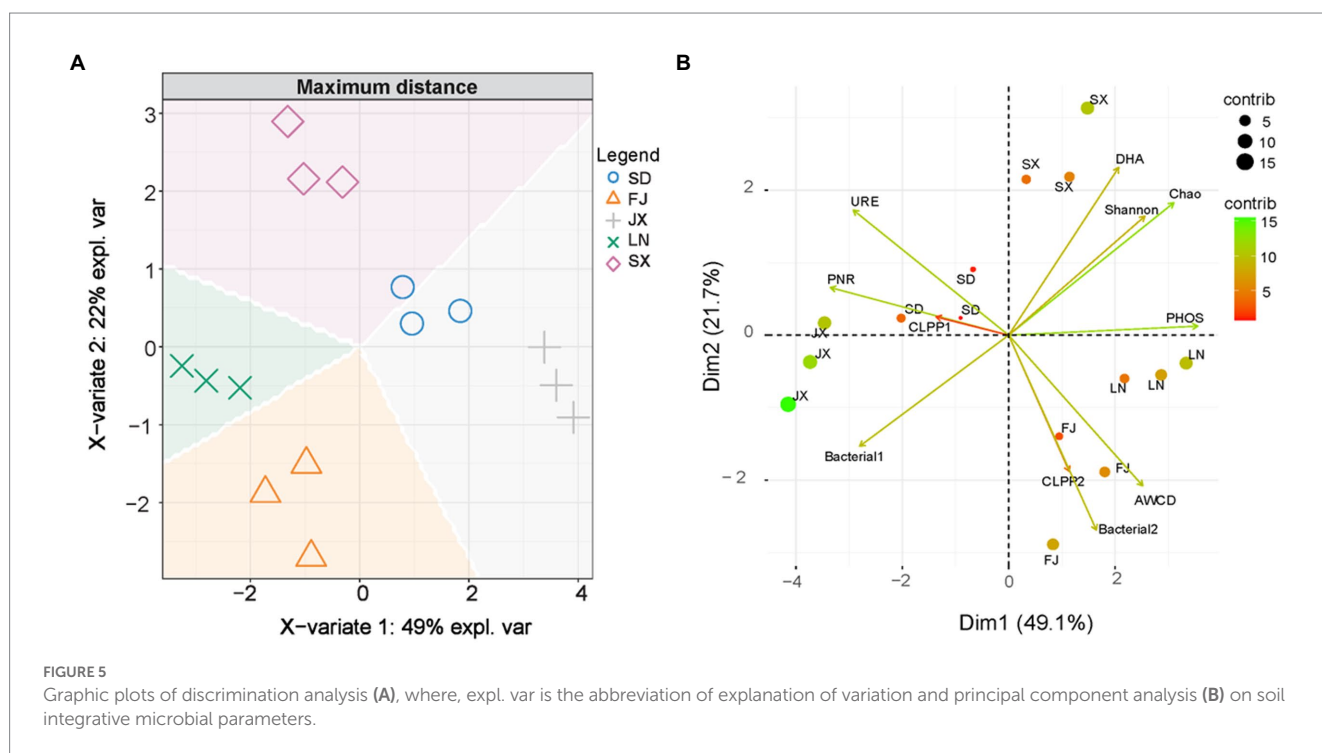 A
Maximum distance
X−variate 2: 22% expl. var
3
2
1
0
−1
−2
−2
0
2
4
X−variate 1: 49% expl. var
Legend
SD
FJ
JX
LN
SX
B
Dim2 (21.7%)
2
0
−2
−4
−2
0
2
Dim1 (49.1%)
SX
SX
SX
DHA
Chao
Shannon
URE
PNR
SD
SD
SD
CLPP1
PHOS
JX
JX
JX
LN
LN
LN
FJ
FJ
FJ
CLPP2
AWCD
Bacterial1
Bacterial2
contrib
5
10
15
contrib
15
10
5
FIGURE 5
Graphic plots of discrimination analysis (A), where, expl. var is the abbreviation of explanation of variation and principal component analysis (B) on soil
integrative microbial parameters.